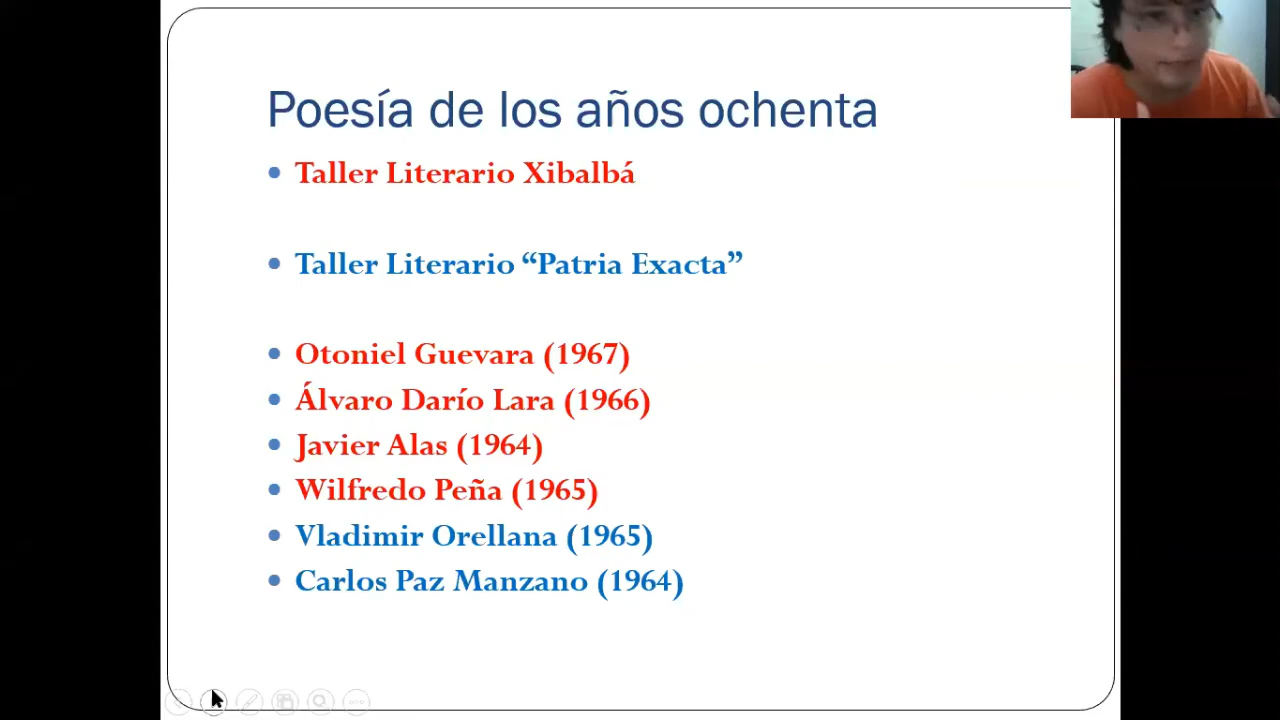 Poesía de los años ochenta
Taller Literario Xibalbá
Taller Literario “Patria Exacta”
Otoniel Guevara (1967)
Álvaro Darío Lara (1966)
Javier Alas (1964)
Wilfredo Peña (1965)
Vladimir Orellana (1965)
Carlos Paz Manzano (1964)